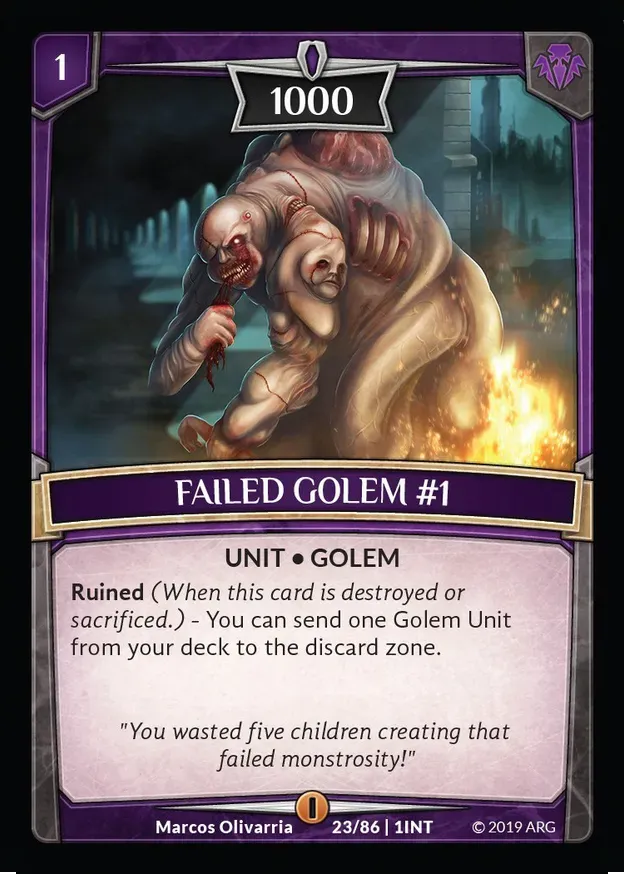 1
1000
FAILED GOLEM #1
UNIT • GOLEM
Ruined (When this card is destroyed or
sacrificed.) - You can send one Golem Unit
from your deck to the discard zone.
"You wasted five children creating that
failed monstrosity!"
I
Marcos Olivarria 23/86 | 1INT © 2019 ARG